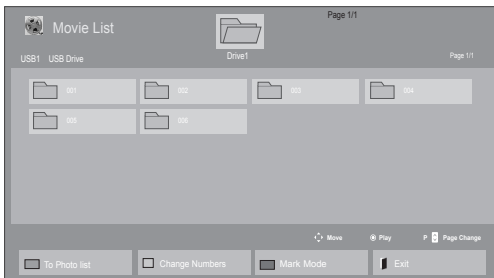 Page 1/1
Movie List
Drive1
USB1 USB Drive
Page 1/1
001 002 003 004
005 006
Move Play P Page Change
To Photo list Change Numbers Mark Mode Exit